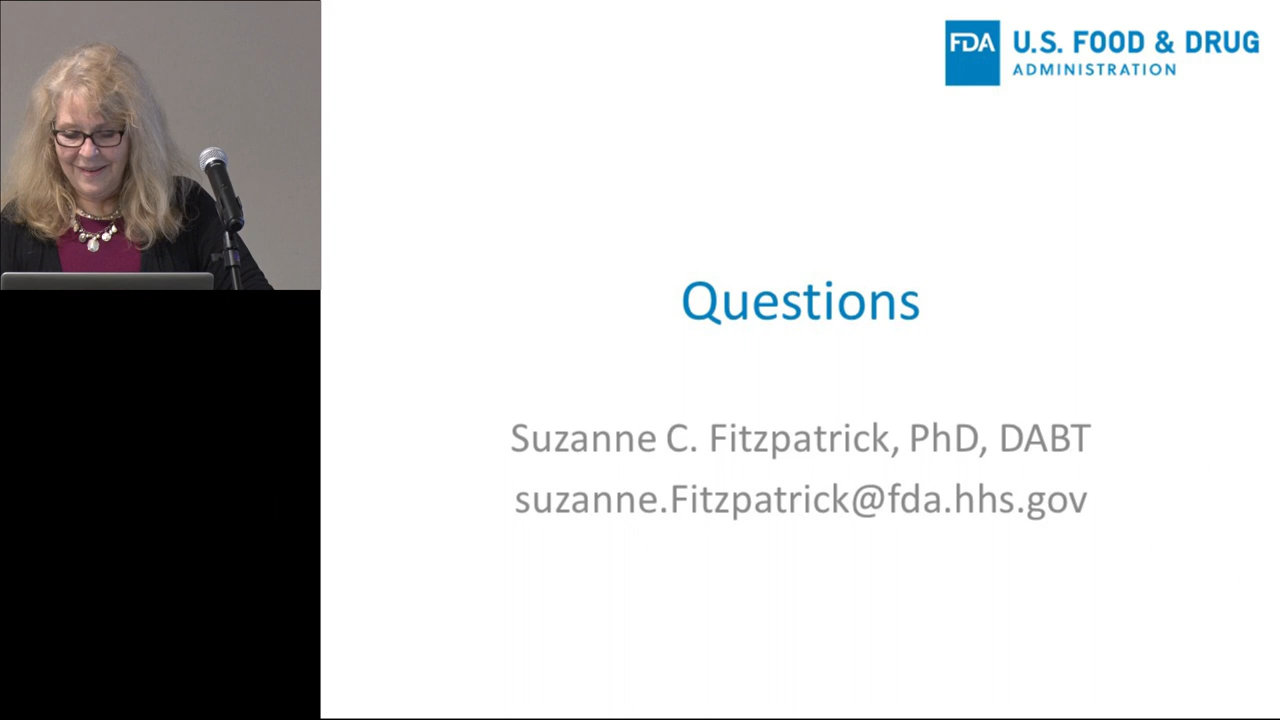 FDA
U.S. FOOD & DRUG
ADMINISTRATION
Questions
Suzanne C. Fitzpatrick, PhD, DABT
suzanne.Fitzpatrick@fda.hhs.gov